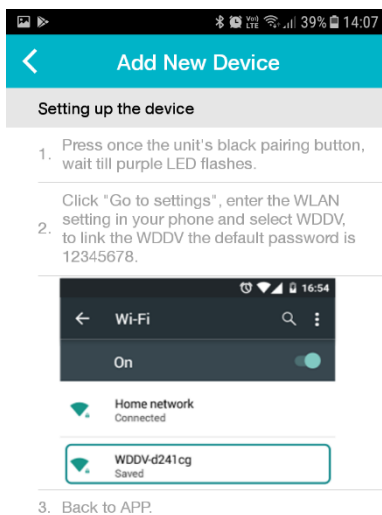 Vo)) LTE 39% 14:07
Add New Device
Setting up the device
1. Press once the unit's black pairing button,
wait till purple LED flashes.
Click "Go to settings", enter the WLAN
2. setting in your phone and select WDDV,
to link the WDDV the default password is
12345678.
16:54
Wi-Fi
On
Home network
Connected
WDDV-d241cg
Saved
3. Back to APP.